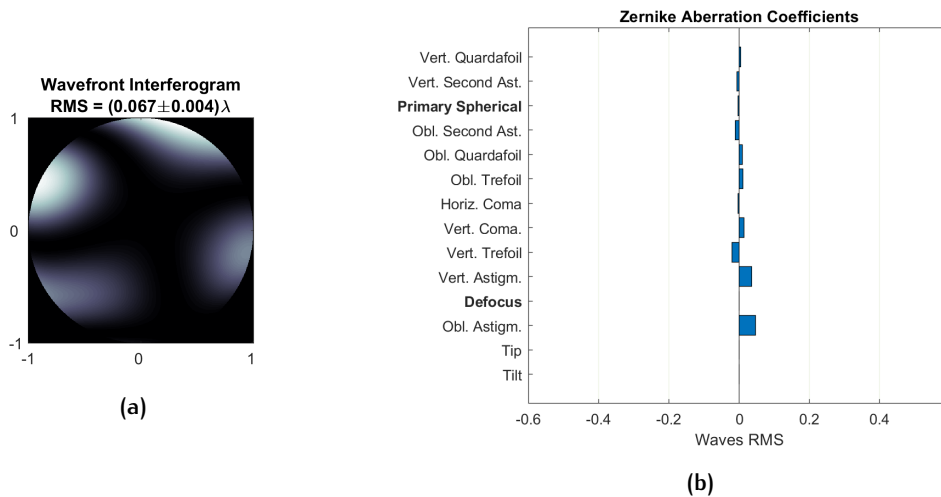 Wavefront Interferogram
RMS = (0.067±0.004)λ
1
0
-1
-1
0
1
(a)
Zernike Aberration Coefficients
Vert. Quardafoil
Vert. Second Ast.
Primary Spherical
Obl. Second Ast.
Obl. Quardafoil
Obl. Trefoil
Horiz. Coma
Vert. Coma.
Vert. Trefoil
Vert. Astigm.
Defocus
Obl. Astigm.
Tip
Tilt
-0.6
-0.4
-0.2
0
0.2
0.4
Waves RMS
(b)